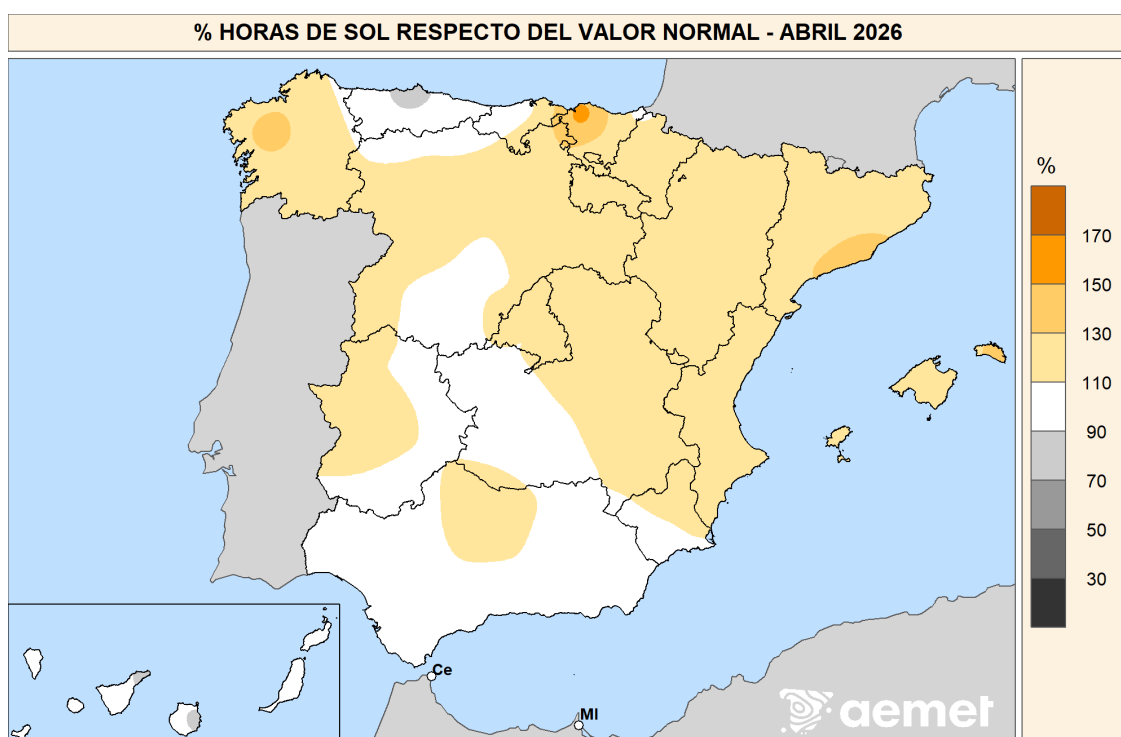 % HORAS DE SOL RESPECTO DEL VALOR NORMAL - ABRIL 2026
%
170
150
130
110
90
70
50
30
Ce
Ml
aemet